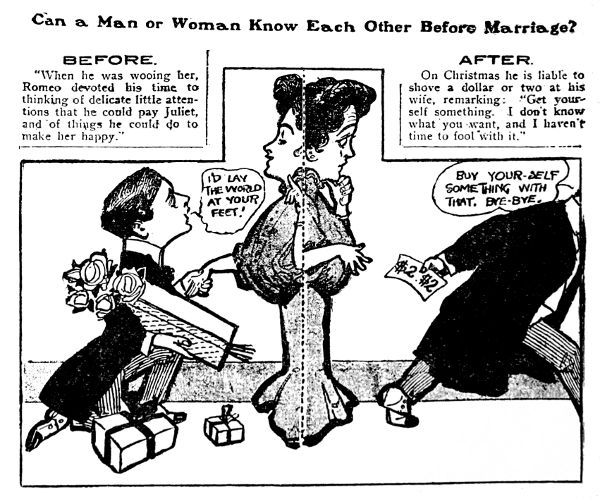 Can a Man or Woman Know Each Other Before Marriage?
BEFORE.
"When he was wooing her,
Romeo devoted his time to
thinking of delicate little atten-
tions that he could pay Juliet,
and of things he could do to
make her happy."
AFTER.
On Christmas he is liable to
shove a dollar or two at his
wife, remarking: "Get your-
self something. I don't know
what you want, and I haven't
time to fool with it."
I'D LAY
THE WORLD
AT YOUR
FEET!
BUY YOUR-SELF
SOMETHING WITH
THAT. BYE-BYE.
$2. $2